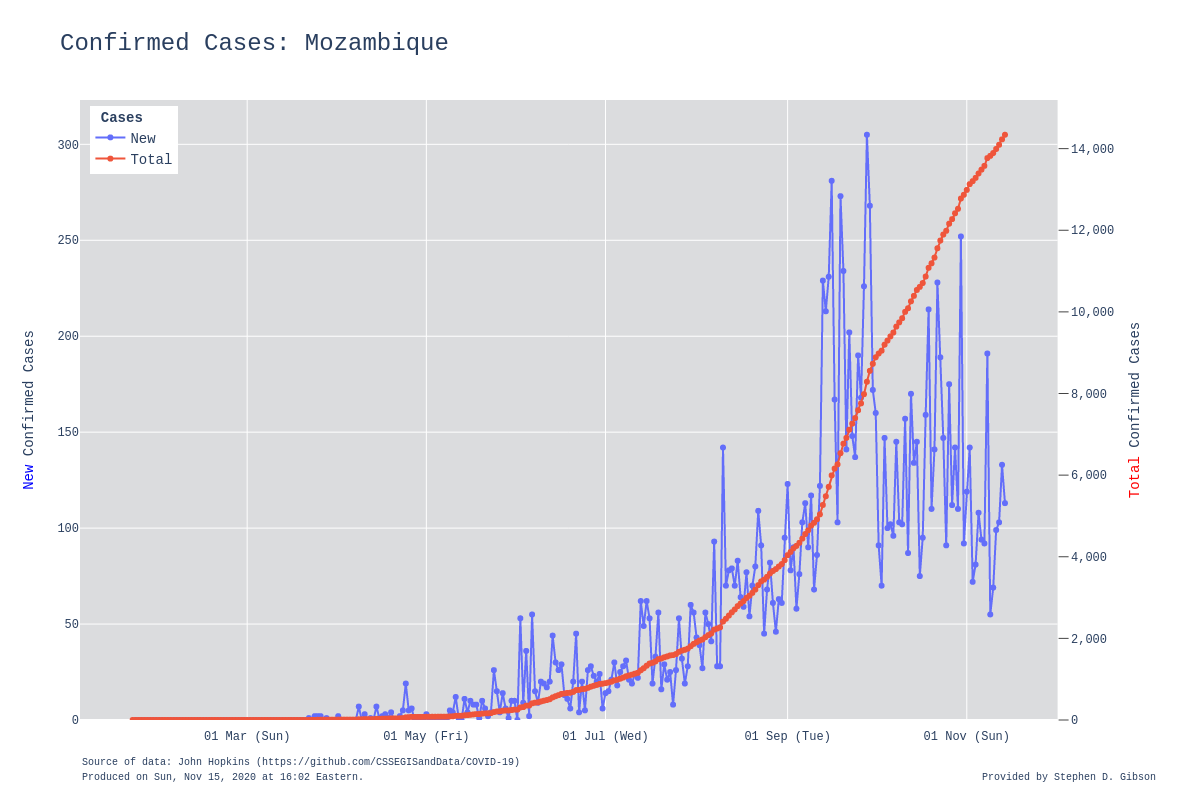 Confirmed Cases: Mozambique
Cases
New
Total
300
250
200
150
100
50
0
New Confirmed Cases
14,000
12,000
10,000
8,000
6,000
4,000
2,000
0
Total Confirmed Cases
01 Mar (Sun) 01 May (Fri) 01 Jul (Wed) 01 Sep (Tue) 01 Nov (Sun)
Source of data: John Hopkins (https://github.com/CSSEGISandData/COVID-19)
Produced on Sun, Nov 15, 2020 at 16:02 Eastern.
Provided by Stephen D. Gibson